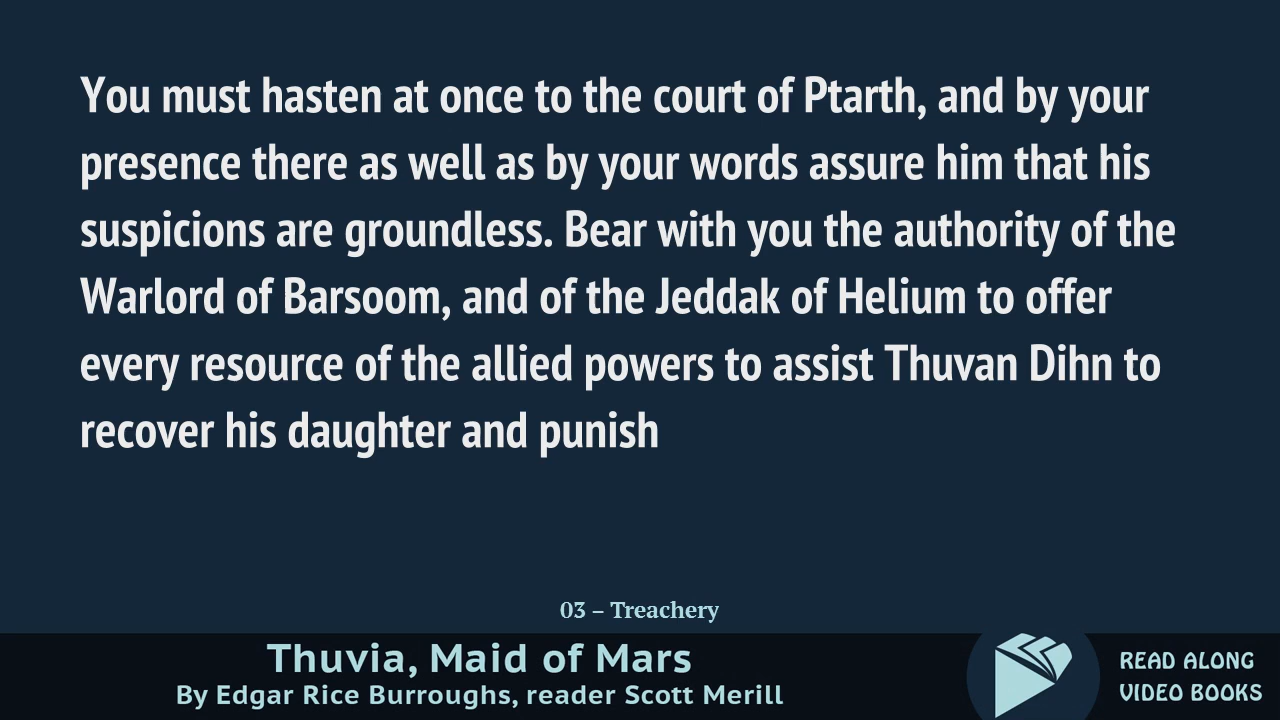 You must hasten at once to the court of Ptarth, and by your
presence there as well as by your words assure him that his
suspicions are groundless. Bear with you the authority of the
Warlord of Barsoom, and of the Jeddak of Helium to offer
every resource of the allied powers to assist Thuvan Dihn to
recover his daughter and punish
03 – Treachery
Thuvia, Maid of Mars
By Edgar Rice Burroughs, reader Scott Merill
READ ALONG
VIDEO BOOKS